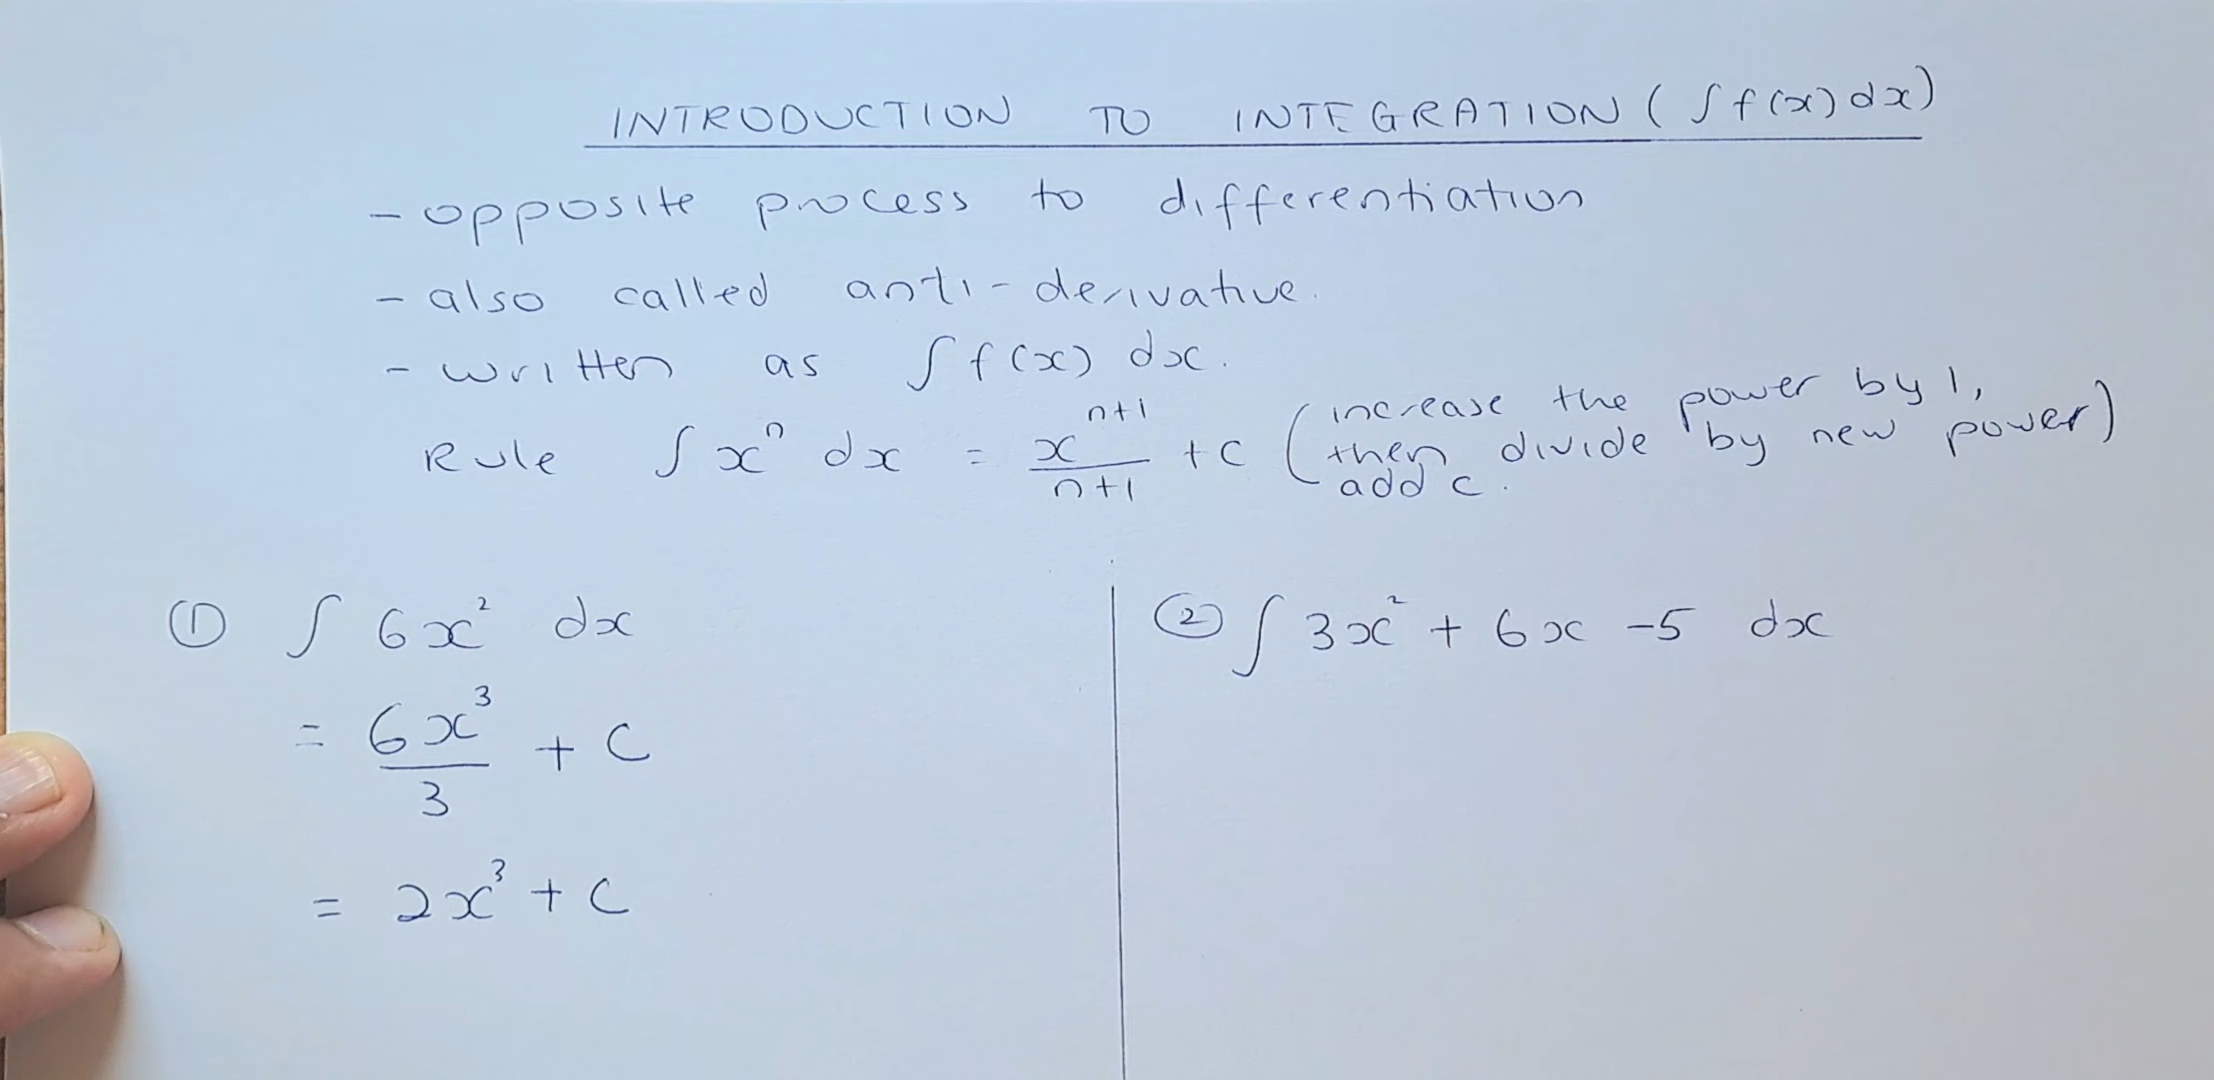 INTRODUCTION TO INTEGRATION (∫f(x)dx)
- opposite process to differentiation
- also called anti-derivative.
- written as ∫f(x) dx.
Rule ∫xⁿ dx = xⁿ⁺¹/n+1 + c (increase the power by 1,
then divide by new power)
add c.
① ∫ 6x² dx
= 6x³/3 + c
= 2x³ + c
② ∫ 3x² + 6x - 5 dx